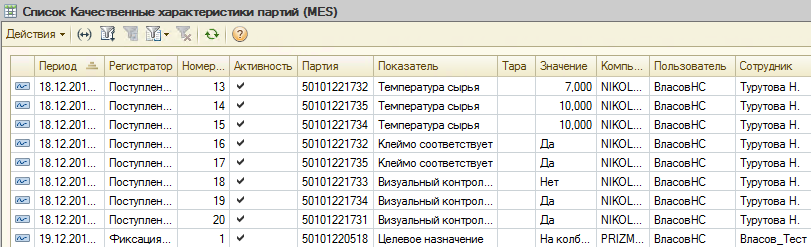 Список Качественные характеристики партий (MES)
Действия
Период Регистратор Номер... Активность Партия Показатель Тара Значение Компь... Пользователь Сотрудник
18.12.201... Поступлен... 13 50101221732 Температура сырья 7,000 NIKOL... ВласовНС Турутова Н.
18.12.201... Поступлен... 14 50101221735 Температура сырья 10,000 NIKOL... ВласовНС Турутова Н.
18.12.201... Поступлен... 15 50101221734 Температура сырья 10,000 NIKOL... ВласовНС Турутова Н.
18.12.201... Поступлен... 16 50101221732 Клеймо соответствует Да NIKOL... ВласовНС Турутова Н.
18.12.201... Поступлен... 17 50101221735 Клеймо соответствует Да NIKOL... ВласовНС Турутова Н.
18.12.201... Поступлен... 18 50101221733 Визуальный контрол... Нет NIKOL... ВласовНС Турутова Н.
18.12.201... Поступлен... 19 50101221734 Визуальный контрол... Да NIKOL... ВласовНС Турутова Н.
18.12.201... Поступлен... 20 50101221731 Визуальный контрол... Да NIKOL... ВласовНС Турутова Н.
19.12.201... Фиксация... 1 50101220518 Целевое назначение На колб... PRIZM... ВласовНС Власов_Тест